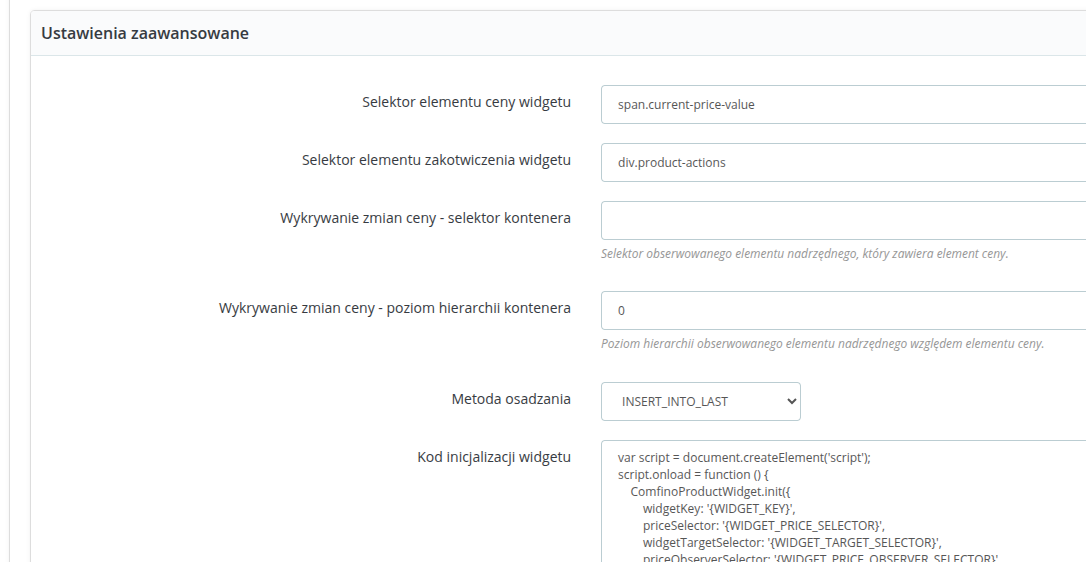 Ustawienia zaawansowane
Selektor elementu ceny widgetu
span.current-price-value
Selektor elementu zakotwiczenia widgetu
div.product-actions
Wykrywanie zmian ceny - selektor kontenera
Selektor obserwowanego elementu nadrzędnego, który zawiera element ceny.
Wykrywanie zmian ceny - poziom hierarchii kontenera
0
Poziom hierarchii obserwowanego elementu nadrzędnego względem elementu ceny.
Metoda osadzania
INSERT_INTO_LAST
Kod inicjalizacji widgetu
var script = document.createElement('script');
script.onload = function () {
ComfinoProductWidget.init({
widgetKey: '{WIDGET_KEY}',
priceSelector: '{WIDGET_PRICE_SELECTOR}',
widgetTargetSelector: '{WIDGET_TARGET_SELECTOR}',
priceObserverSelector: '{WIDGET_PRICE_OBSERVER_SELECTOR}'